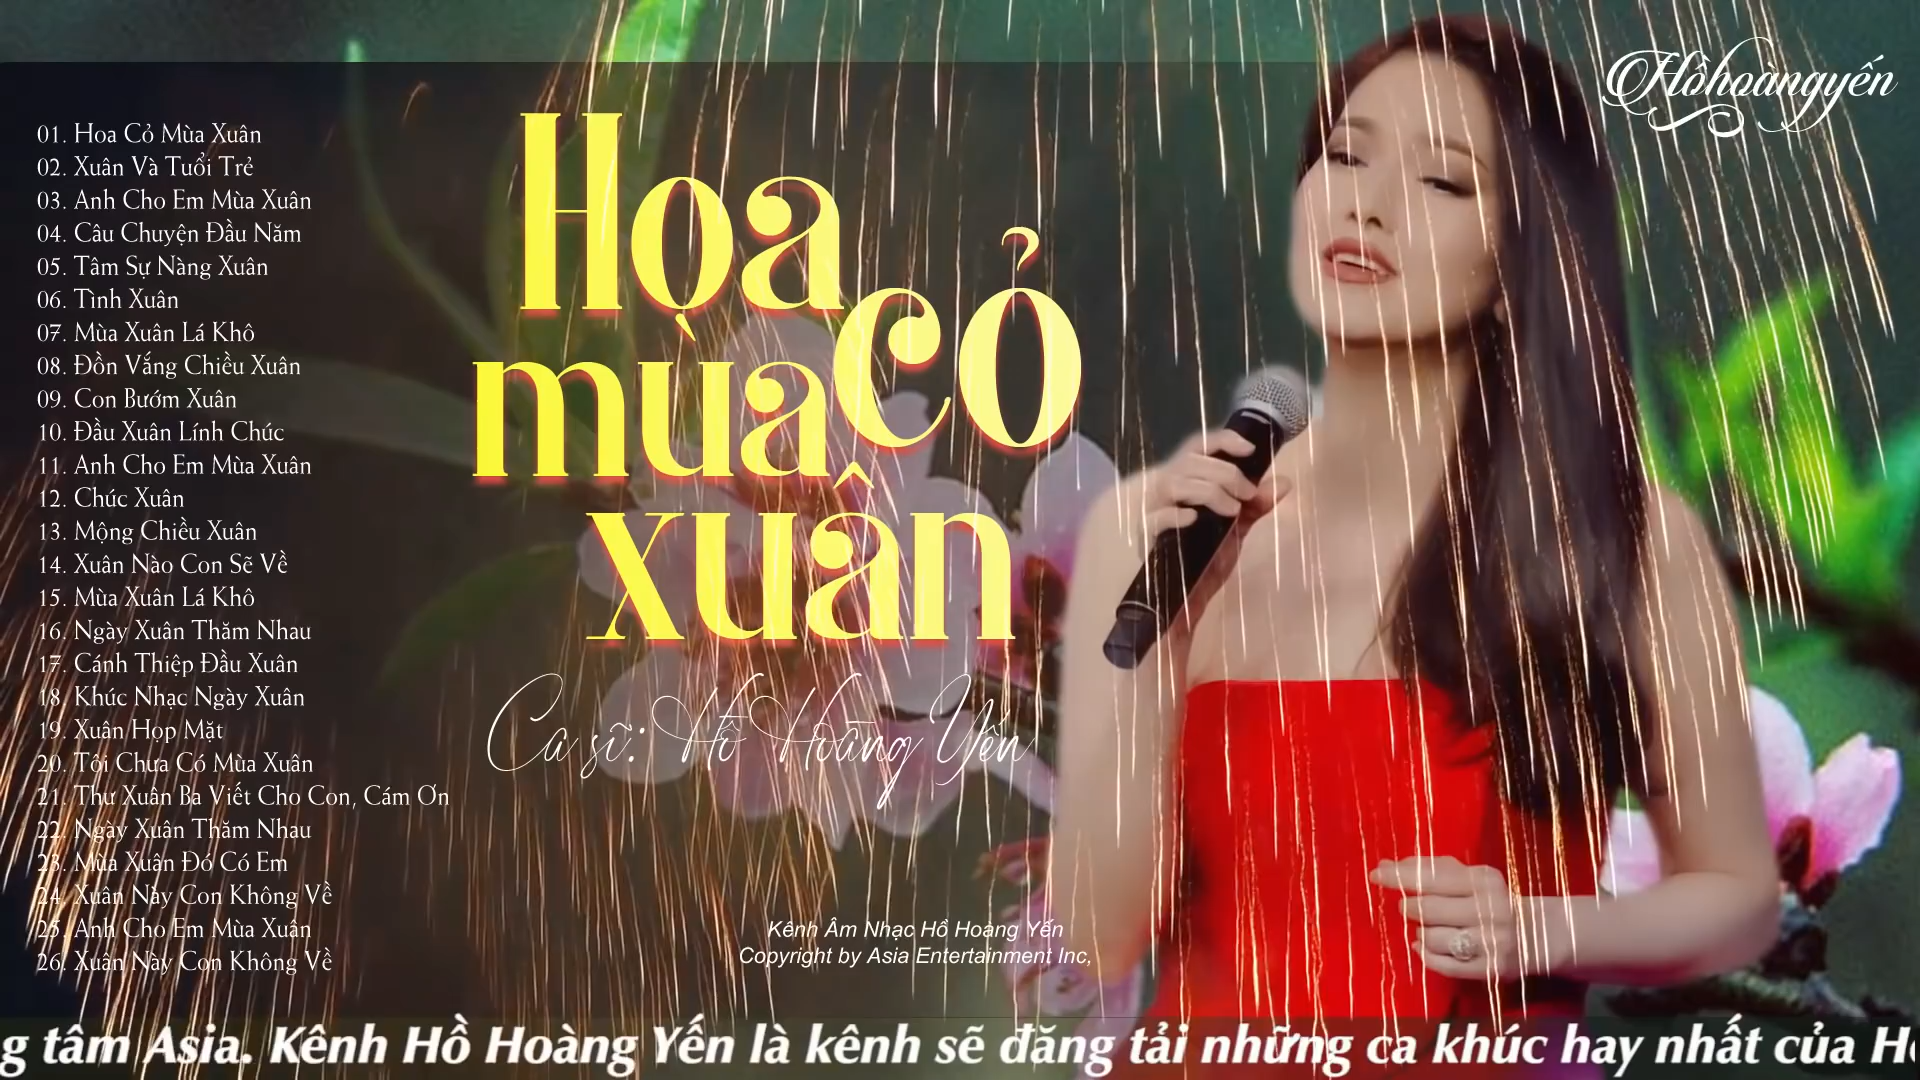 Hồhoàngyến
01. Hoa Cỏ Mùa Xuân
02. Xuân Và Tuổi Trẻ
03. Anh Cho Em Mùa Xuân
04. Câu Chuyện Đầu Năm
05. Tâm Sự Nàng Xuân
06. Tình Xuân
07. Mùa Xuân Lá Khô
08. Đồn Vắng Chiều Xuân
09. Con Bướm Xuân
10. Đầu Xuân Lính Chúc
11. Anh Cho Em Mùa Xuân
12. Chúc Xuân
13. Mộng Chiều Xuân
14. Xuân Nào Con Sẽ Về
15. Mùa Xuân Lá Khô
16. Ngày Xuân Thăm Nhau
17. Cánh Thiệp Đầu Xuân
18. Khúc Nhạc Ngày Xuân
19. Xuân Họp Mặt
20. Tôi Chưa Có Mùa Xuân
21. Thư Xuân Ba Viết Cho Con, Cám Ơn
22. Ngày Xuân Thăm Nhau
23. Mùa Xuân Đó Có Em
24. Xuân Này Con Không Về
25. Anh Cho Em Mùa Xuân
26. Xuân Này Con Không Về
Hoa
cỏ
mùa
xuân
Ca sĩ: Hồ Hoàng Yến
Kênh Âm Nhạc Hồ Hoàng Yến
Copyright by Asia Entertainment Inc,
g tâm Asia. Kênh Hồ Hoàng Yến là kênh sẽ đăng tải những ca khúc hay nhất của H